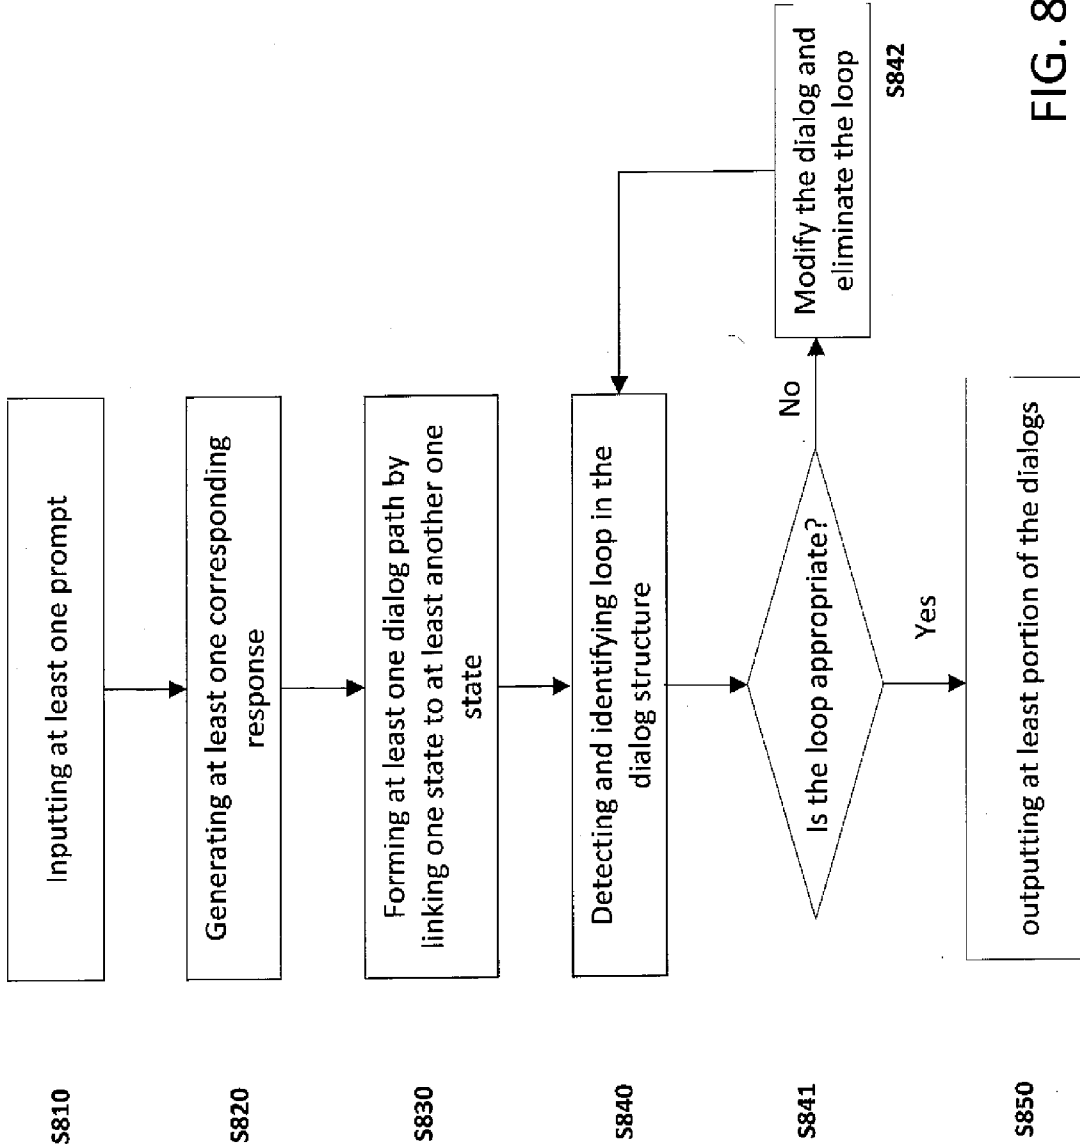 S810
Inputting at least one prompt
S820
Generating at least one corresponding
response
S830
Forming at least one dialog path by
linking one state to at least another one
state
S840
Detecting and identifying loop in the
dialog structure
S841
Is the loop appropriate?
No
Modify the dialog and
eliminate the loop
S842
Yes
S850
outputting at least portion of the dialogs
FIG. 8